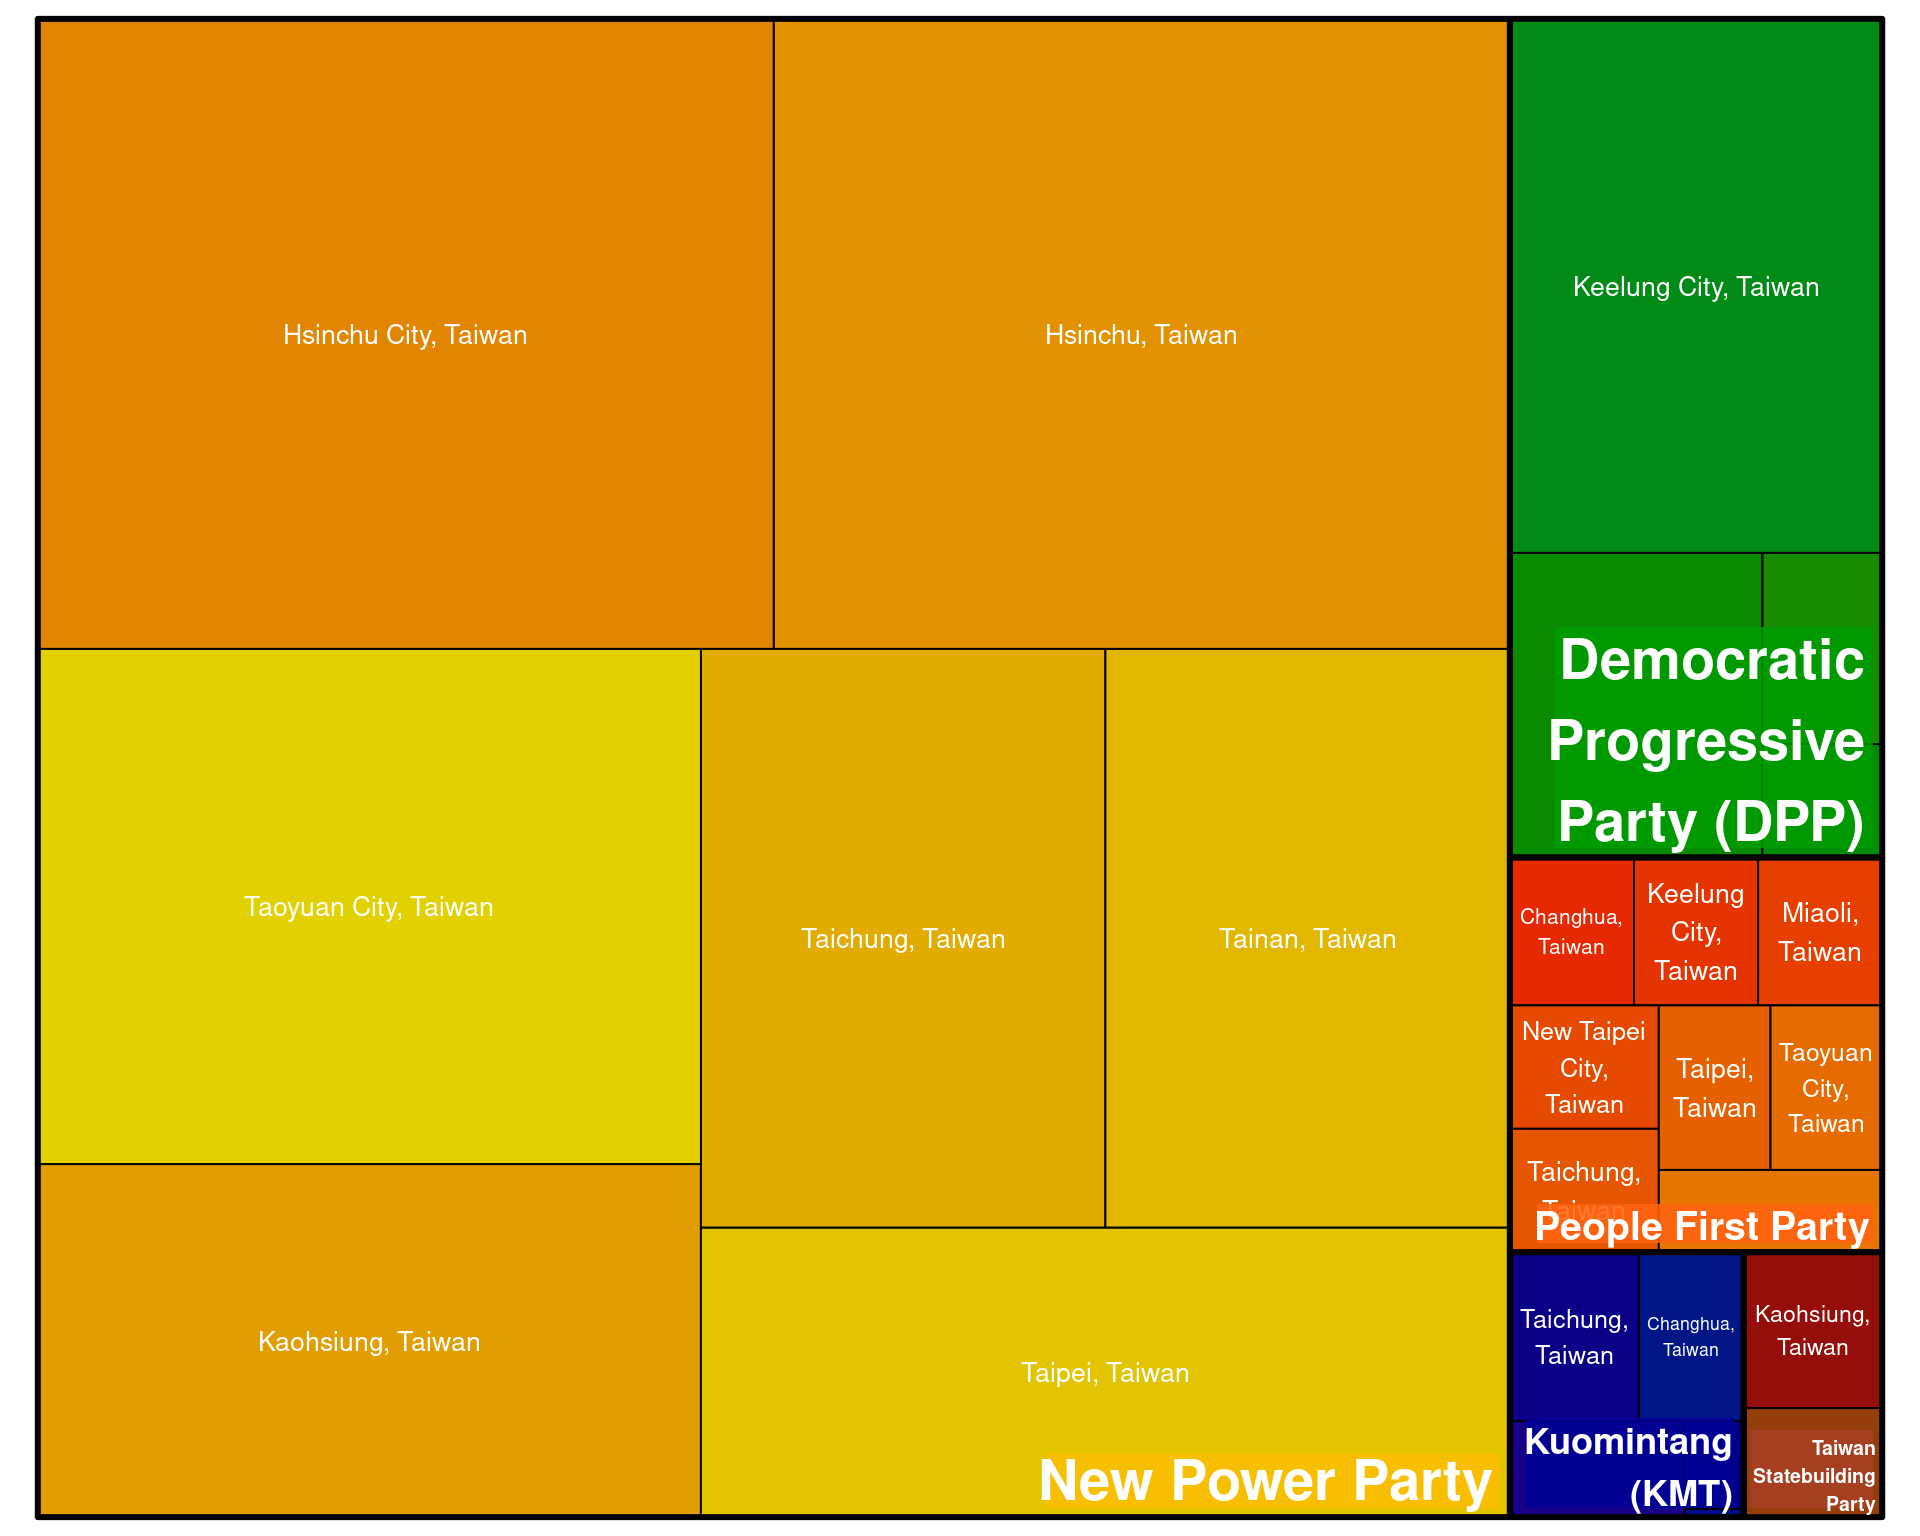 Hsinchu City, Taiwan
Hsinchu, Taiwan
Taoyuan City, Taiwan
Taichung, Taiwan
Tainan, Taiwan
Kaohsiung, Taiwan
Taipei, Taiwan
New Power Party
Keelung City, Taiwan
Democratic
Progressive
Party (DPP)
Changhua,
Taiwan
Keelung
City,
Taiwan
Miaoli,
Taiwan
New Taipei
City,
Taiwan
Taipei,
Taiwan
Taoyuan
City,
Taiwan
Taichung,
Taiwan
People First Party
Taichung,
Taiwan
Changhua,
Taiwan
Kuomintang
(KMT)
Kaohsiung,
Taiwan
Taiwan
Statebuilding
Party